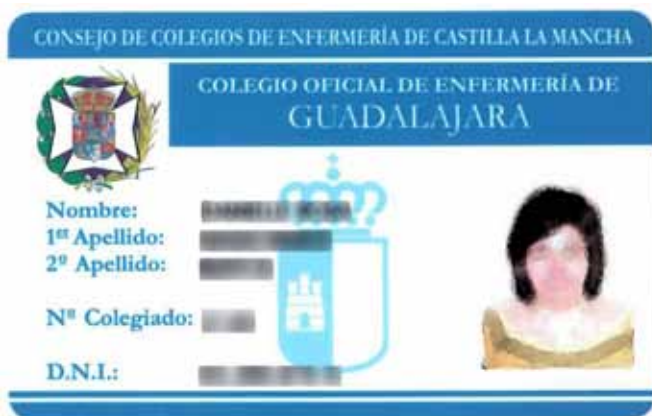 CONSEJO DE COLEGIOS DE ENFERMERÍA DE CASTILLA LA MANCHA
COLEGIO OFICIAL DE ENFERMERÍA DE
GUADALAJARA
Nombre:
1er Apellido:
2º Apellido:
Nº Colegiado:
D.N.I.: